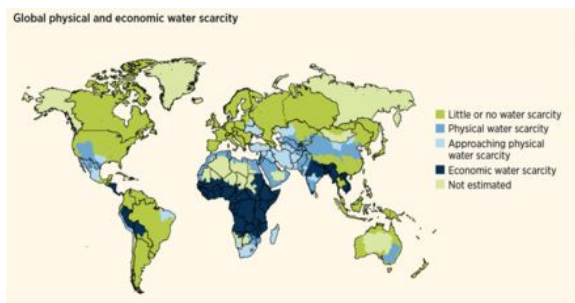 Global physical and economic water scarcity
Little or no water scarcity
Physical water scarcity
Approaching physical
water scarcity
Economic water scarcity
Not estimated